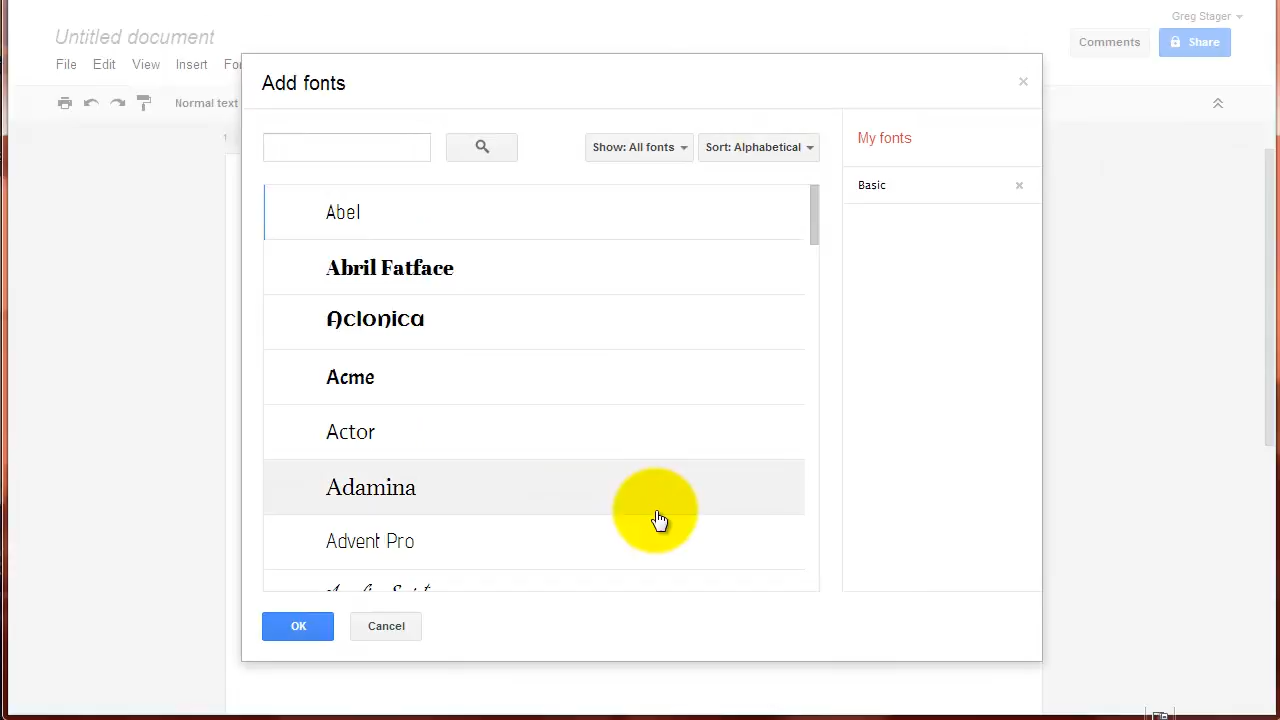 Greg Stager
Untitled document
Comments
Share
File Edit View Insert
Normal text
Add fonts
Show: All fonts
Sort: Alphabetical
My fonts
Basic
Abel
Abril Fatface
Aclonica
Acme
Actor
Adamina
Advent Pro
OK
Cancel